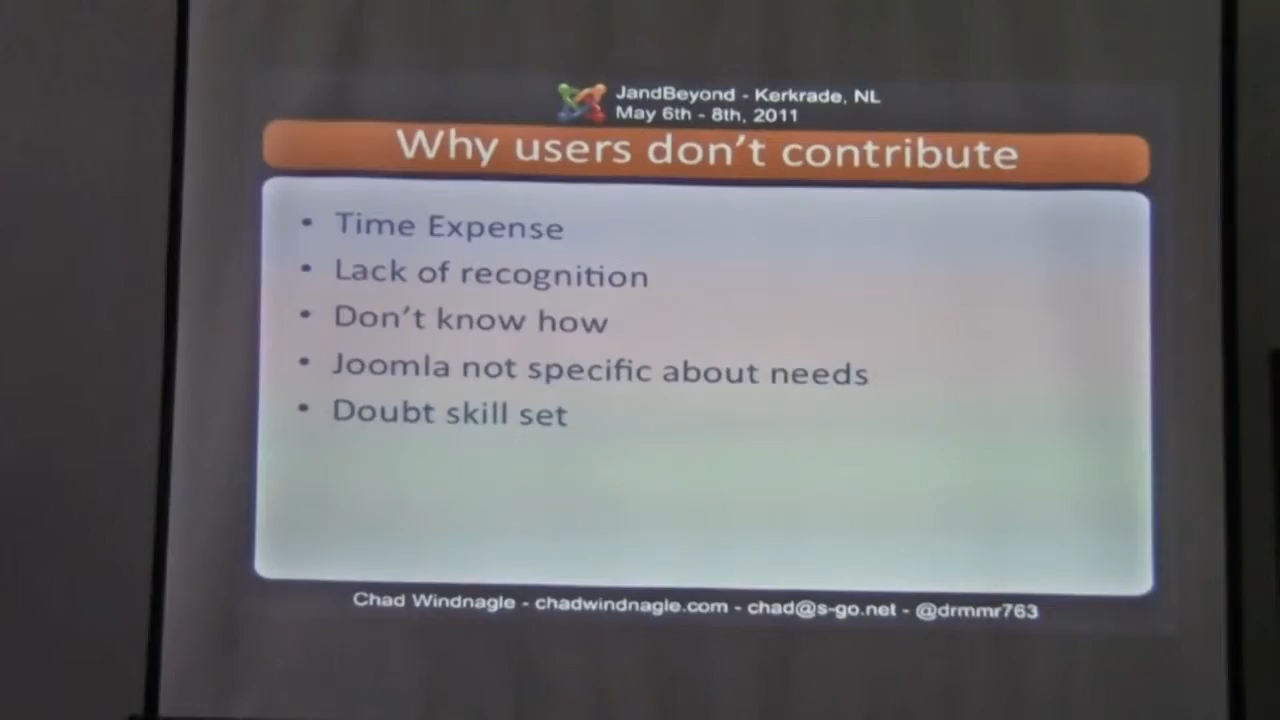 JandBeyond - Kerkrade, NL
May 6th - 8th, 2011
Why users don't contribute
• Time Expense
• Lack of recognition
• Don't know how
• Joomla not specific about needs
• Doubt skill set
Chad Windnagle - chadwindnagle.com - chad@s-go.net - @drmmr763